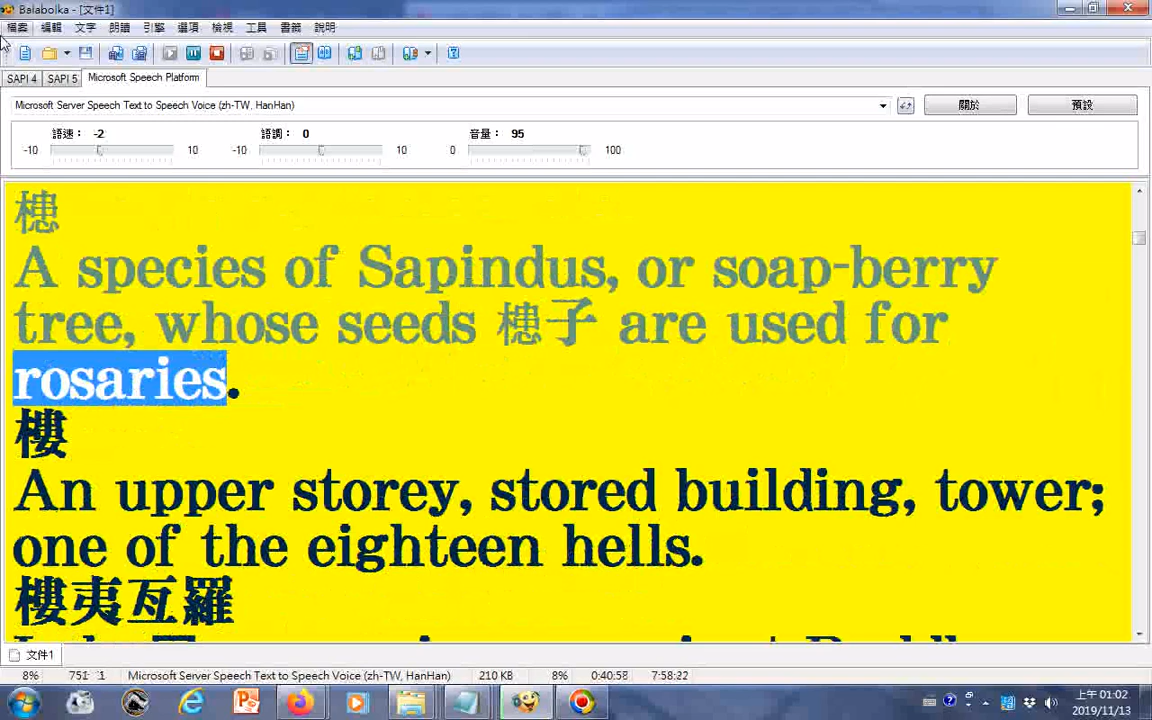 Balabolka - [文件1]
檔案 編輯 文字 朗讀 引擎 選項 檢視 工具 書籤 說明
SAPI 4 SAPI 5 Microsoft Speech Platform
Microsoft Server Speech Text to Speech Voice (zh-TW, HanHan) 關於 預設
語速： -2 語調： 0 音量： 95
-10 10 -10 10 0 100
槵
A species of Sapindus, or soap-berry
tree, whose seeds 槵子 are used for
rosaries.
樓
An upper storey, stored building, tower;
one of the eighteen hells.
樓夷亙羅
文件1
8% 751: 1 Microsoft Server Speech Text to Speech Voice (zh-TW, HanHan) 210 KB 8% 0:40:58 7:58:22
上午 01:02
2019/11/13